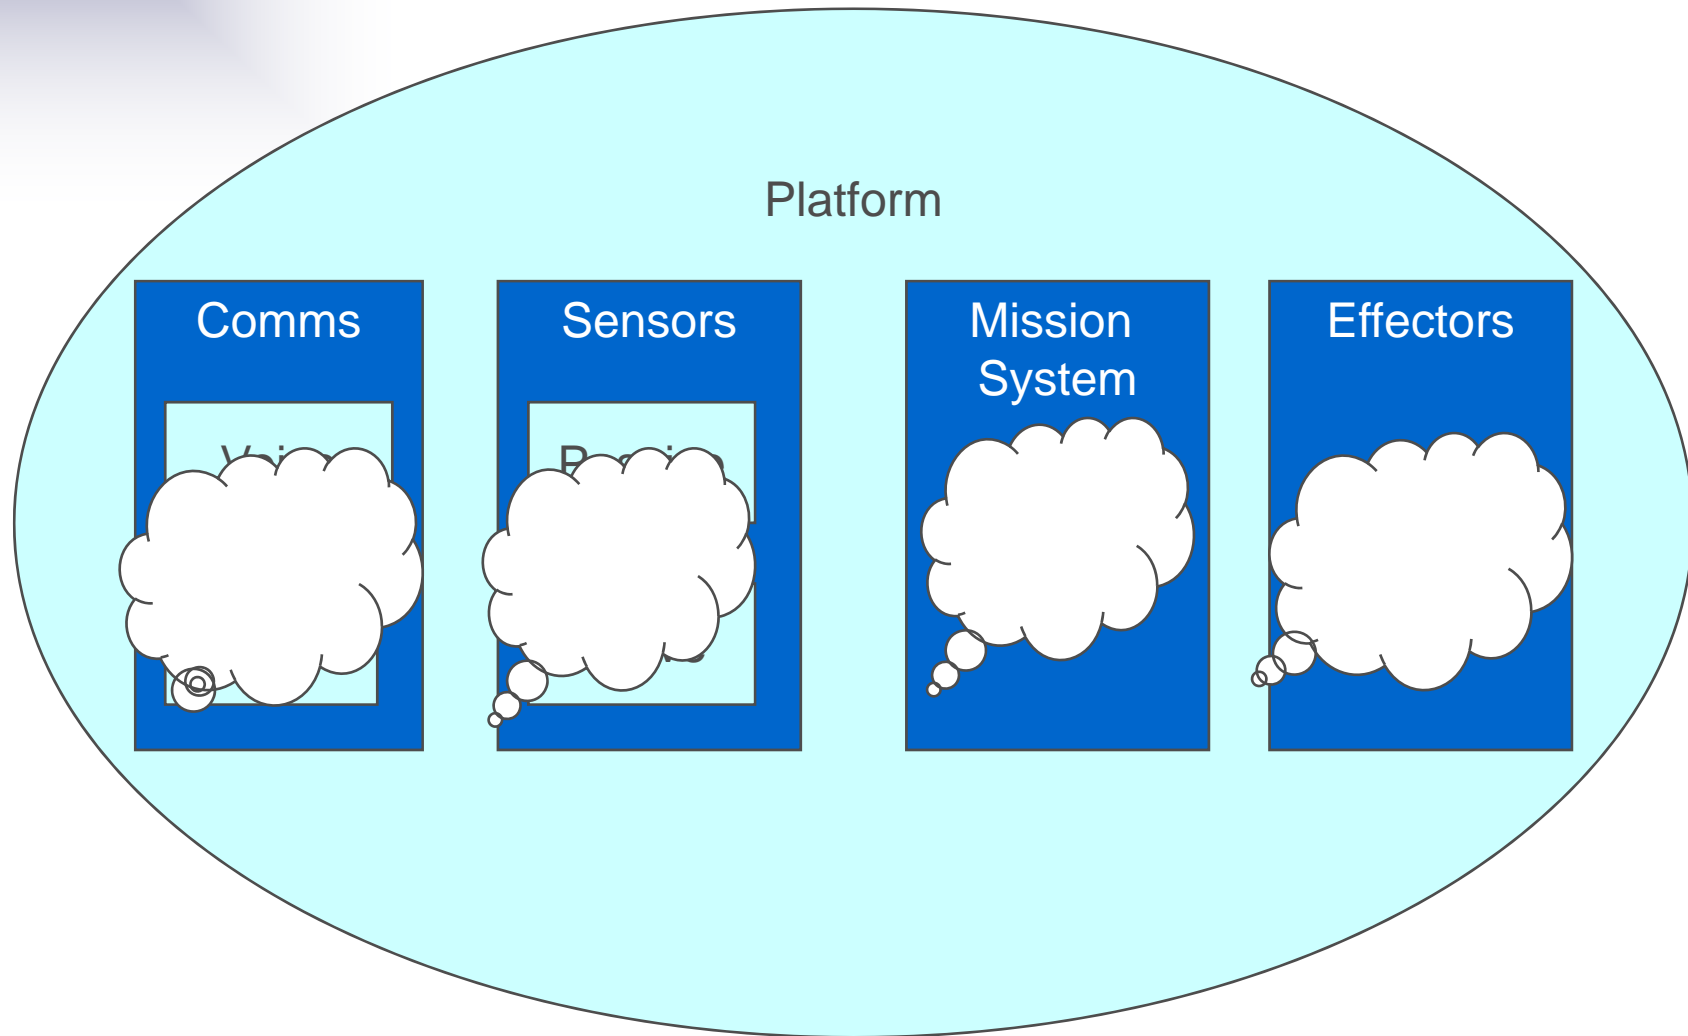 Platform
Comms
Sensors
Mission
System
Effectors